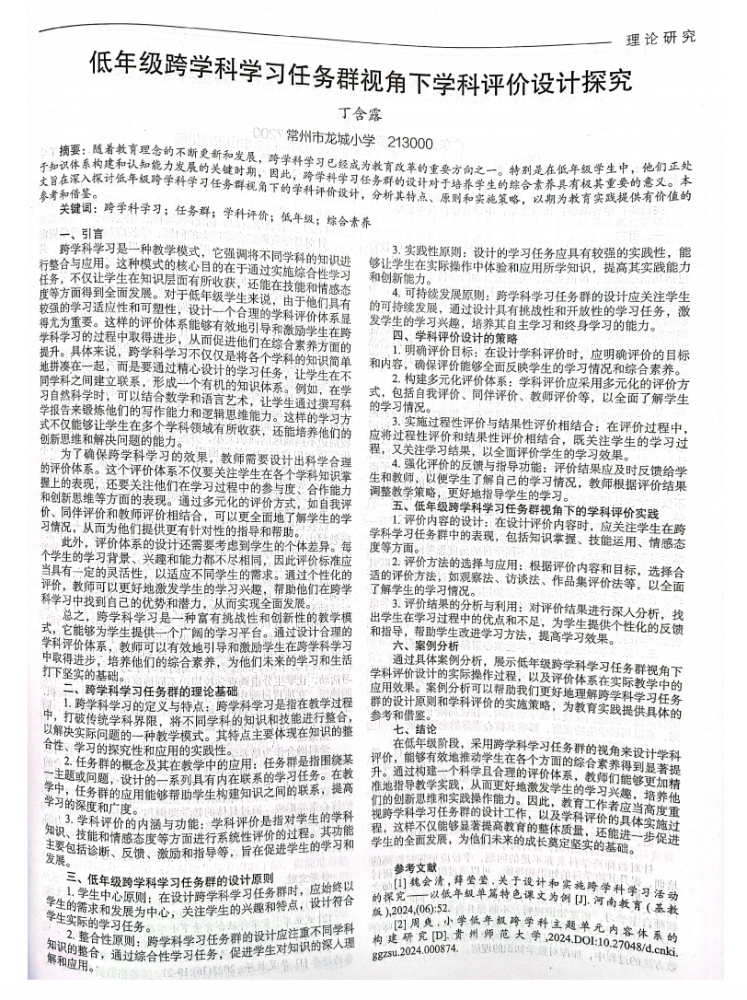 理论研究
低年级跨学科学习任务群视角下学科评价设计探究
丁含露
常州市龙城小学 213000
摘要：随着教育理念的不断更新和发展，跨学科学习已经成为教育改革的重要方向之一。特别是在低年级学生中，他们正处
于知识体系构建和认知能力发展的关键时期，因此，跨学科学习任务群的设计对于培养学生的综合素养具有极其重要的意义。本
文旨在深入探讨低年级跨学科学习任务群视角下的学科评价设计，分析其特点、原则和实施策略，以期为教育实践提供有价值的
参考和借鉴。
关键词：跨学科学习；任务群；学科评价；低年级；综合素养
一、引言
跨学科学习是一种教学模式，它强调将不同学科的知识进
行整合与应用。这种模式的核心目的在于通过实施综合性学习
任务，不仅让学生在知识层面有所收获，还能在技能和情感态
度等方面得到全面发展。对于低年级学生来说，由于他们具有
较强的学习适应性和可塑性，设计一个合理的学科评价体系显
得尤为重要。这样的评价体系能够有效地引导和激励学生在跨
学科学习的过程中取得进步，从而促进他们在综合素养方面的
提升。具体来说，跨学科学习不仅仅是将各个学科的知识简单
地拼凑在一起，而是要通过精心设计的学习任务，让学生在不
同学科之间建立联系，形成一个有机的知识体系。例如，在学
习自然科学时，可以结合数学和语言艺术，让学生通过撰写科
学报告来锻炼他们的写作能力和逻辑思维能力。这样的学习方
式不仅能够让学生在多个学科领域有所收获，还能培养他们的
创新思维和解决问题的能力。
为了确保跨学科学习的效果，教师需要设计出科学合理
的评价体系。这个评价体系不仅要关注学生在各个学科知识掌
握上的表现，还要关注他们在学习过程中的参与度、合作能力
和创新思维等方面的表现。通过多元化的评价方式，如自我评
价、同伴评价和教师评价相结合，可以更全面地了解学生的学
习情况，从而为他们提供更有针对性的指导和帮助。
此外，评价体系的设计还需要考虑到学生的个体差异。每
个学生的学习背景、兴趣和能力都不尽相同，因此评价标准应
当具有一定的灵活性，以适应不同学生的需求。通过个性化的
评价，教师可以更好地激发学生的学习兴趣，帮助他们在跨学
科学习中找到自己的优势和潜力，从而实现全面发展。
总之，跨学科学习是一种富有挑战性和创新性的教学模
式，它能够为学生提供一个广阔的学习平台。通过设计合理的
学科评价体系，教师可以有效地引导和激励学生在跨学科学习
中取得进步，培养他们的综合素养，为他们未来的学习和生活
打下坚实的基础。
二、跨学科学习任务群的理论基础
1. 跨学科学习的定义与特点：跨学科学习是指在教学过程
中，打破传统学科界限，将不同学科的知识和技能进行整合，
以解决实际问题的一种教学模式。其特点主要体现在知识的整
合性、学习的探究性和应用的实践性。
2. 任务群的概念及其在教学中的应用：任务群是指围绕某
一主题或问题，设计的一系列具有内在联系的学习任务。在教
学中，任务群的应用能够帮助学生构建知识之间的联系，提高
学习的深度和广度。
3. 学科评价的内涵与功能：学科评价是指对学生的学科
知识、技能和情感态度等方面进行系统性评价的过程。其功能
主要包括诊断、反馈、激励和指导等，旨在促进学生的学习和
发展。
三、低年级跨学科学习任务群的设计原则
1. 学生中心原则：在设计跨学科学习任务群时，应始终以
学生的需求和发展为中心，关注学生的兴趣和特点，设计符合
学生实际的学习任务。
2. 整合性原则：跨学科学习任务群的设计应注重不同学科
知识的整合，通过综合性学习任务，促进学生对知识的深入理
解和应用。
3. 实践性原则：设计的学习任务应具有较强的实践性，能
够让学生在实际操作中体验和应用所学知识，提高其实践能力
和创新能力。
4. 可持续发展原则：跨学科学习任务群的设计应关注学生
的可持续发展，通过设计具有挑战性和开放性的学习任务，激
发学生的学习兴趣，培养其自主学习和终身学习的能力。
四、学科评价设计的策略
1. 明确评价目标：在设计学科评价时，应明确评价的目标
和内容，确保评价能够全面反映学生的学习情况和综合素养。
2. 构建多元化评价体系：学科评价应采用多元化的评价方
式，包括自我评价、同伴评价、教师评价等，以全面了解学生
的学习情况。
3. 实施过程性评价与结果性评价相结合：在评价过程中，
应将过程性评价和结果性评价相结合，既关注学生的学习过
程，又关注学习结果，以全面评价学生的学习效果。
4. 强化评价的反馈与指导功能：评价结果应及时反馈给学
生和教师，以便学生了解自己的学习情况，教师根据评价结果
调整教学策略，更好地指导学生的学习。
五、低年级跨学科学习任务群视角下的学科评价实践
1. 评价内容的设计：在设计评价内容时，应关注学生在跨
学科学习任务群中的表现，包括知识掌握、技能运用、情感态
度等方面。
2. 评价方法的选择与应用：根据评价内容和目标，选择合
适的评价方法，如观察法、访谈法、作品集评价法等，以全面
了解学生的学习情况。
3. 评价结果的分析与利用：对评价结果进行深入分析，找
出学生在学习过程中的优点和不足，为学生提供个性化的反馈
和指导，帮助学生改进学习方法，提高学习效果。
六、案例分析
通过具体案例分析，展示低年级跨学科学习任务群视角下
学科评价设计的实际操作过程，以及评价体系在实际教学中的
应用效果。案例分析可以帮助我们更好地理解跨学科学习任务
群的设计原则和学科评价的实施策略，为教育实践提供具体的
参考和借鉴。
七、结论
在低年级阶段，采用跨学科学习任务群的视角来设计学科
评价，能够有效地推动学生在各个方面的综合素养得到显著提
升。通过构建一个科学且合理的评价体系，教师们能够更加精
准地指导教学实践，从而更好地激发学生的学习兴趣，培养他
们的创新思维和实践操作能力。因此，教育工作者应当高度重
视跨学科学习任务群的设计工作，以及学科评价的具体实施过
程，这样不仅能够显著提高教育的整体质量，还能进一步促进
学生的全面发展，为他们未来的成长奠定坚实的基础。
参考文献
[1] 魏会清,薛莹莹.关于设计和实施跨学科学习活动
的探究——以低年级单篇特色课文为例[J].河南教育(基教
版),2024,(06):52.
[2] 周爽.小学低年级跨学科主题单元内容体系的
构建研究[D].贵州师范大学,2024.DOI:10.27048/d.cnki.
ggzsu.2024.000874.